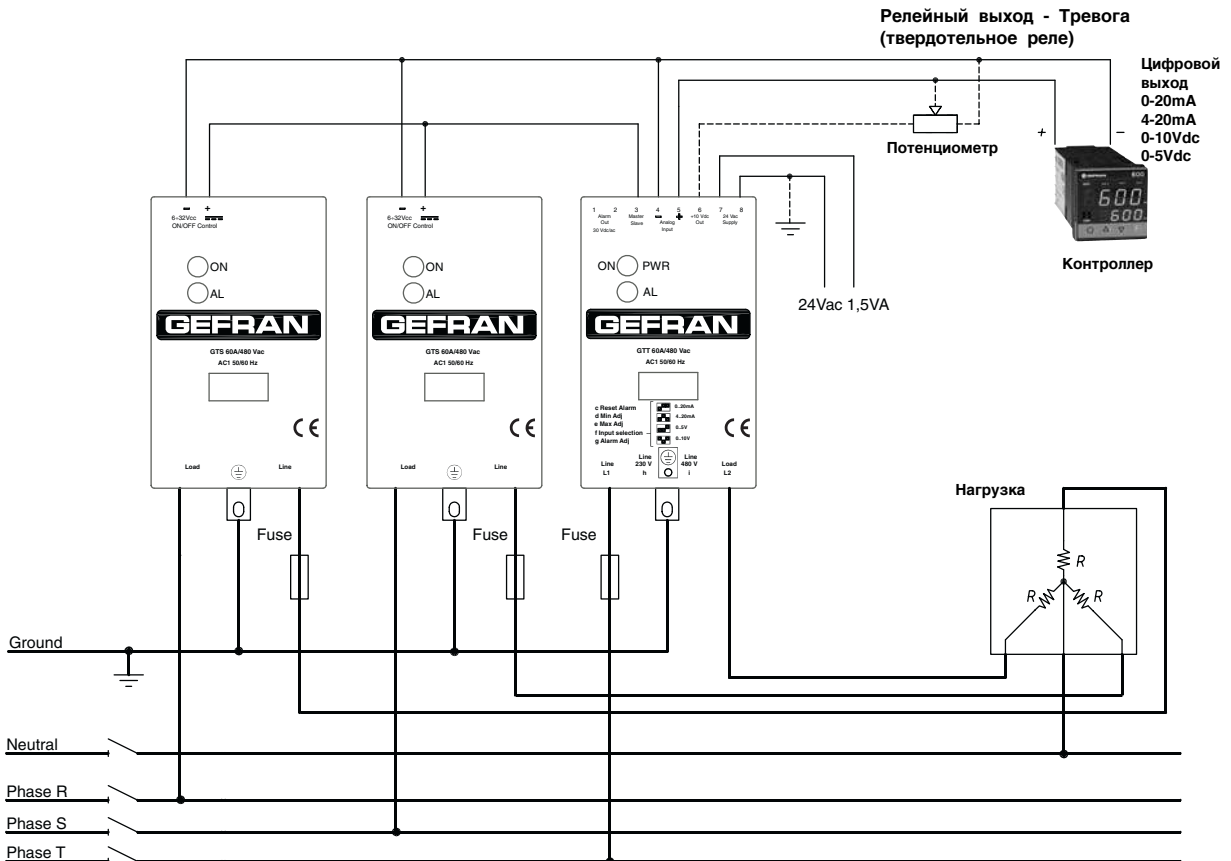 Релейный выход - Тревога
(твердотельное реле)
Цифровой
выход
0-20mA
4-20mA
0-10Vdc
0-5Vdc
Потенциометр
+
–
GEFRAN
600
600
600
Контроллер
24Vac 1,5VA
– +
6÷32Vcc
ON/OFF Control
ON
AL
GEFRAN
GTS 60A/480 Vac
AC1 50/60 Hz
CE
Load
Line
– +
6÷32Vcc
ON/OFF Control
ON
AL
GEFRAN
GTS 60A/480 Vac
AC1 50/60 Hz
CE
Load
Line
1 2 3 4 5 6 7 8
Alarm
Out
30 Vdc/ac
Master
Slave
– +
Analog
Input
+10 Vdc
Out
24 Vac
Supply
ON PWR
AL
GEFRAN
GTT 60A/480 Vac
AC1 50/60 Hz
c Reset Alarm
d Min Adj
e Max Adj
f Input selection
g Alarm Adj
0..20mA
4..20mA
0..5V
0..10V
CE
Line
L1
Line
230 V
h
Line
480 V
i
Load
L2
Fuse
Fuse
Fuse
Нагрузка
R
R
R
Ground
Neutral
Phase R
Phase S
Phase T